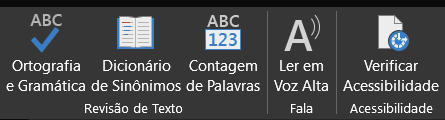 ABC
Ortografia
e Gramática
Dicionário
de Sinônimos
ABC
123
Contagem
de Palavras
Revisão de Texto
A
Ler em
Voz Alta
Fala
Verificar
Acessibilidade
Acessibilidade